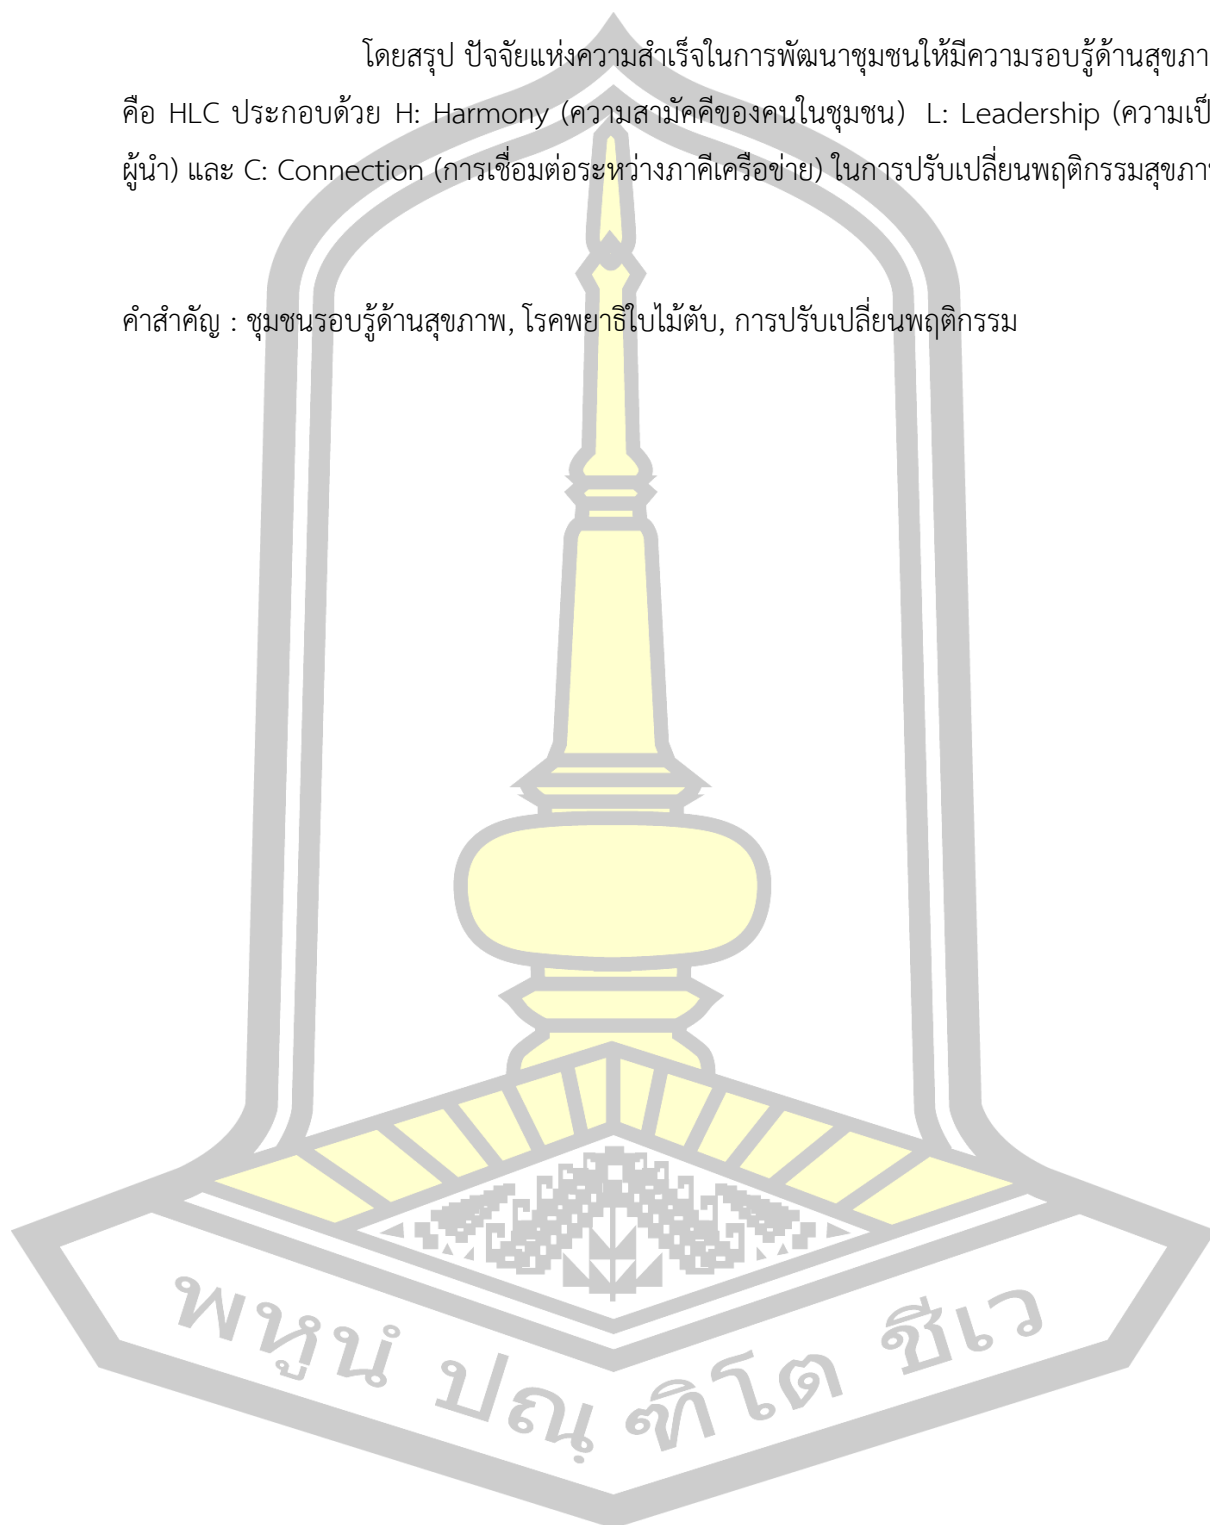 โดยสรุป ปัจจัยแห่งความสำเร็จในการพัฒนาชุมชนให้มีความรอบรู้ด้านสุขภา
คือ HLC ประกอบด้วย H: Harmony (ความสามัคคีของคนในชุมชน) L: Leadership (ความเป็
ผู้นำ) และ C: Connection (การเชื่อมต่อระหว่างภาคีเครือข่าย) ในการปรับเปลี่ยนพฤติกรรมสุขภาพ
คำสำคัญ : ชุมชนรอบรู้ด้านสุขภาพ, โรคพยาธิใบไม้ตับ, การปรับเปลี่ยนพฤติกรรม
พหูนํ ปณฺฑิโต ชีเว